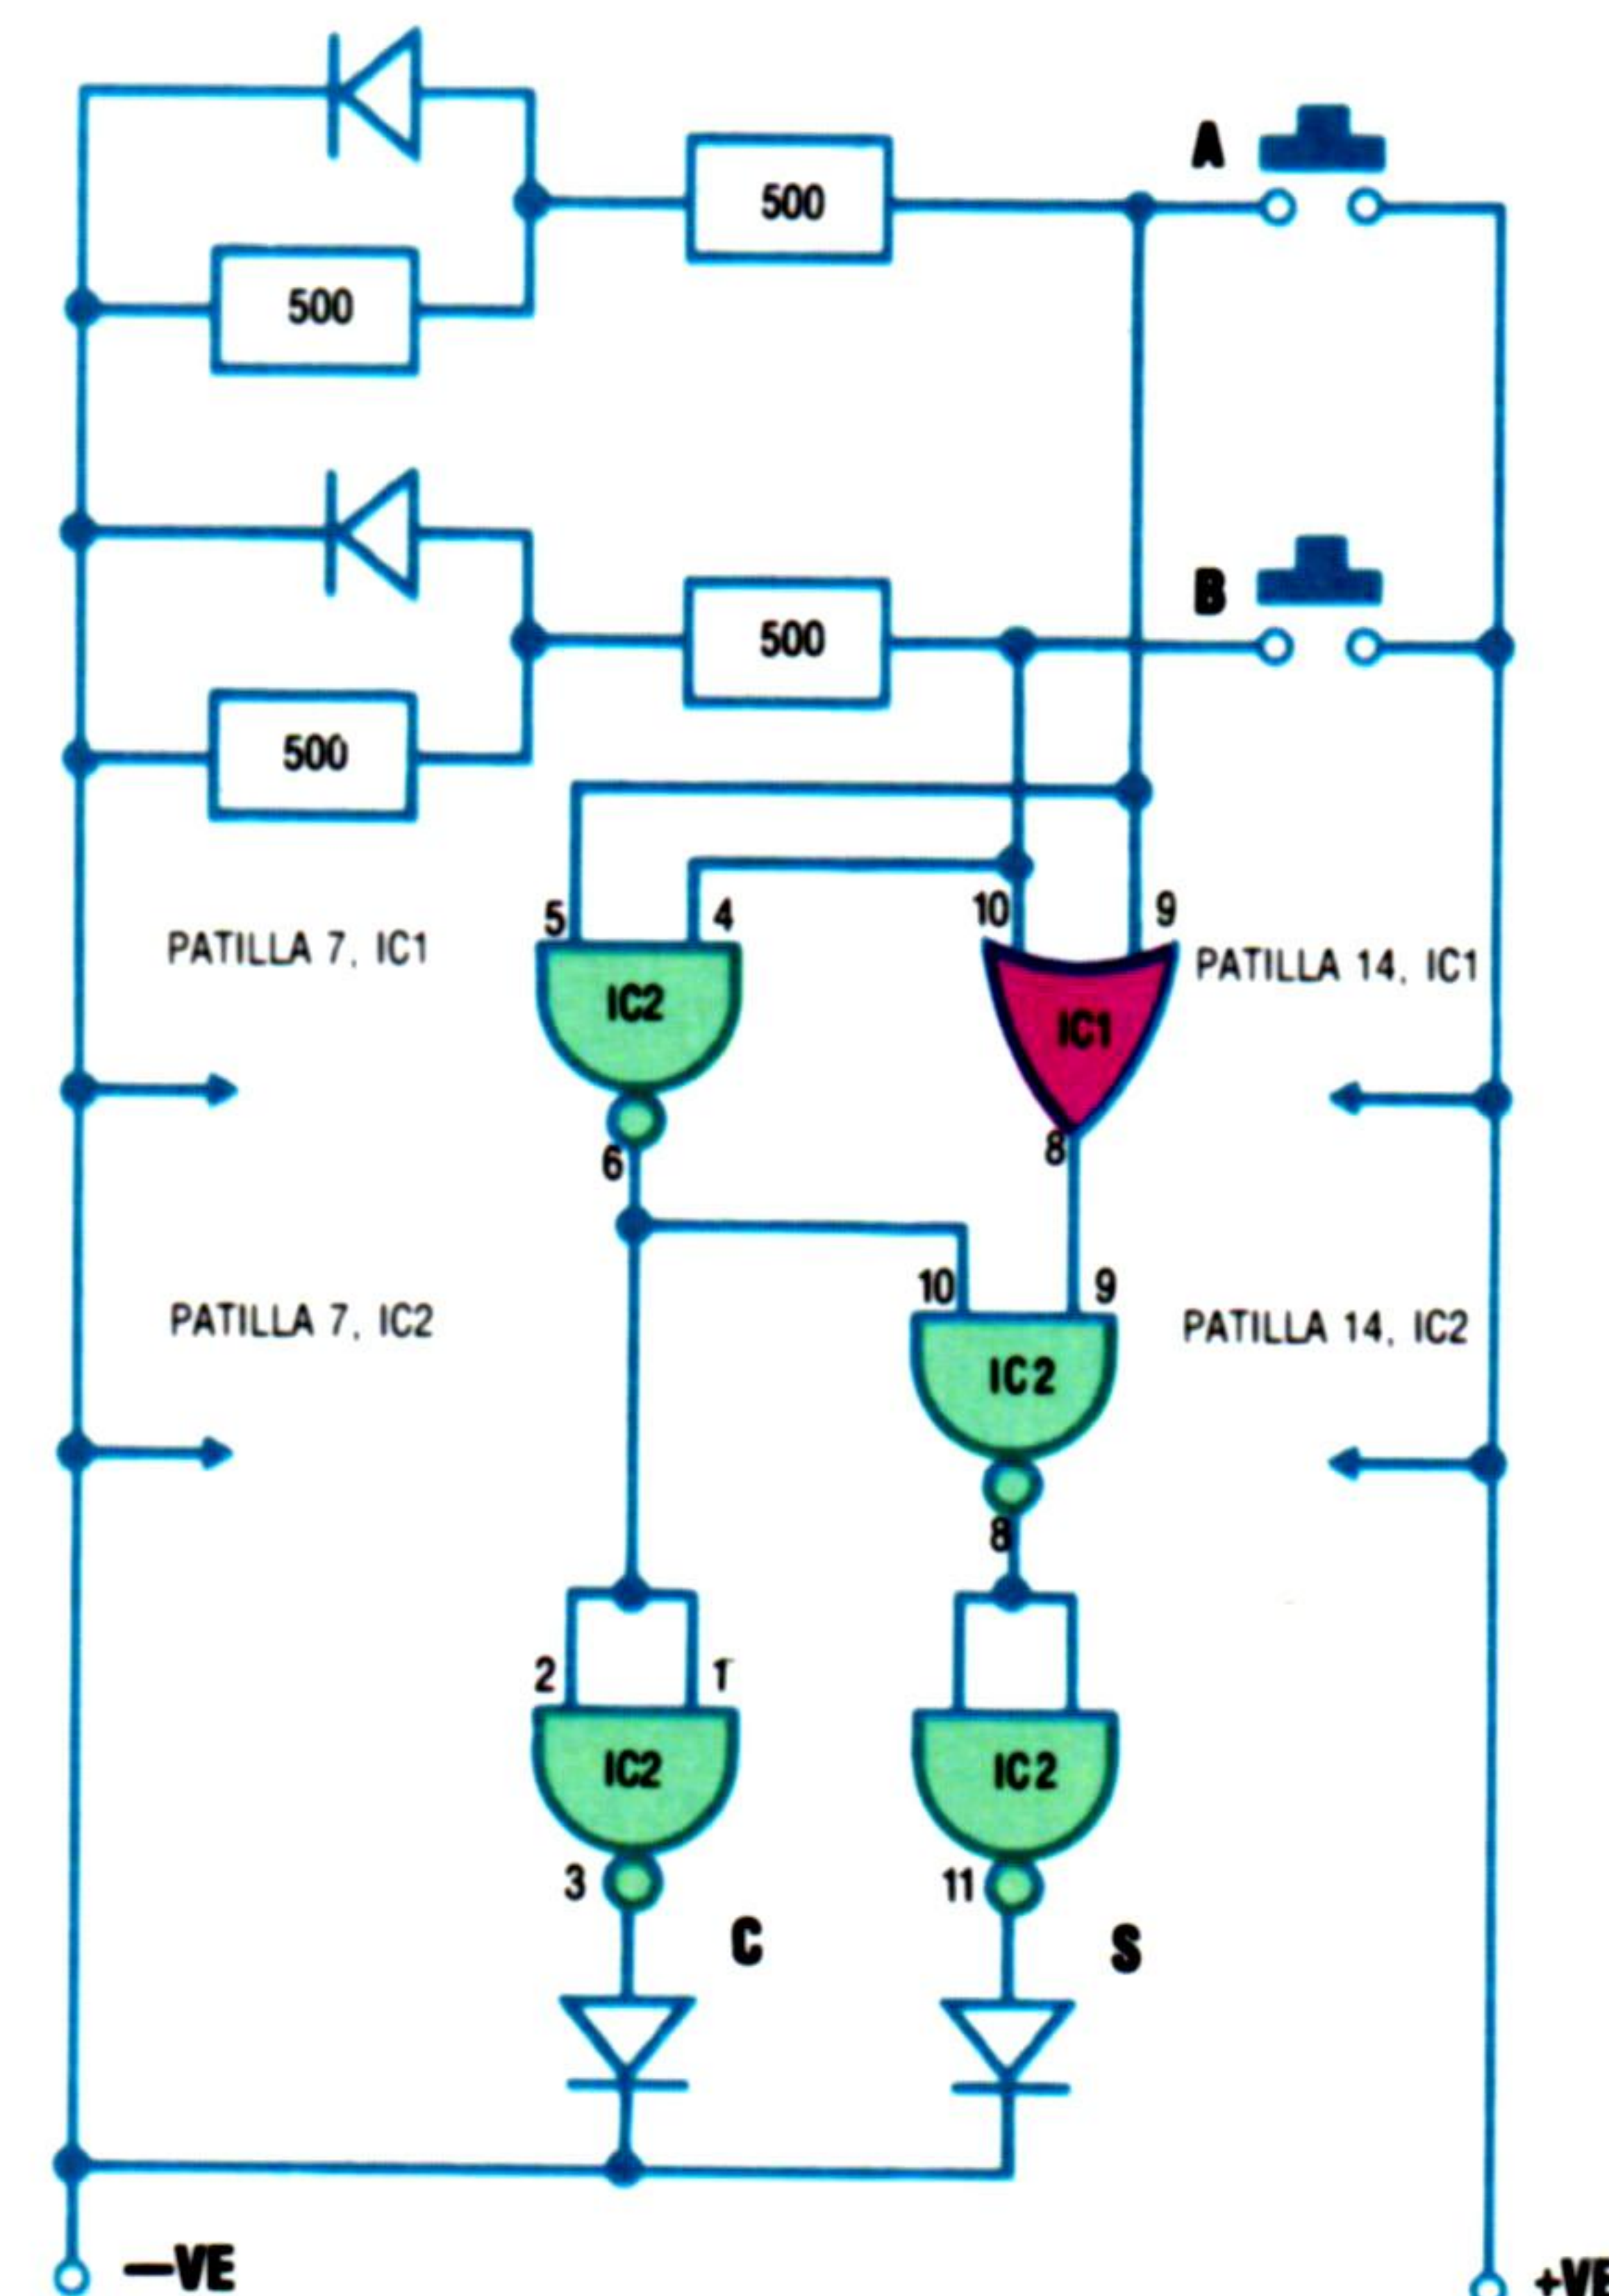 A
500
500
B
500
500
5 4 10 9
PATILLA 7, IC1
PATILLA 14, IC1
IC2
IC1
6
8
10 9
PATILLA 7, IC2
PATILLA 14, IC2
IC2
8
2 1
IC2
IC2
3
11
C
S
—VE
+VE